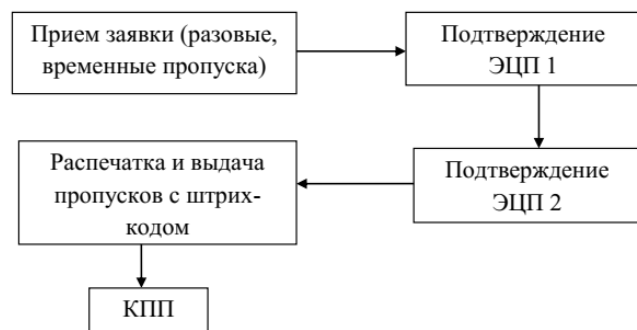 Прием заявки (разовые,
временные пропуска)
Подтверждение
ЭЦП 1
Подтверждение
ЭЦП 2
Распечатка и выдача
пропусков с штрих-
кодом
КПП